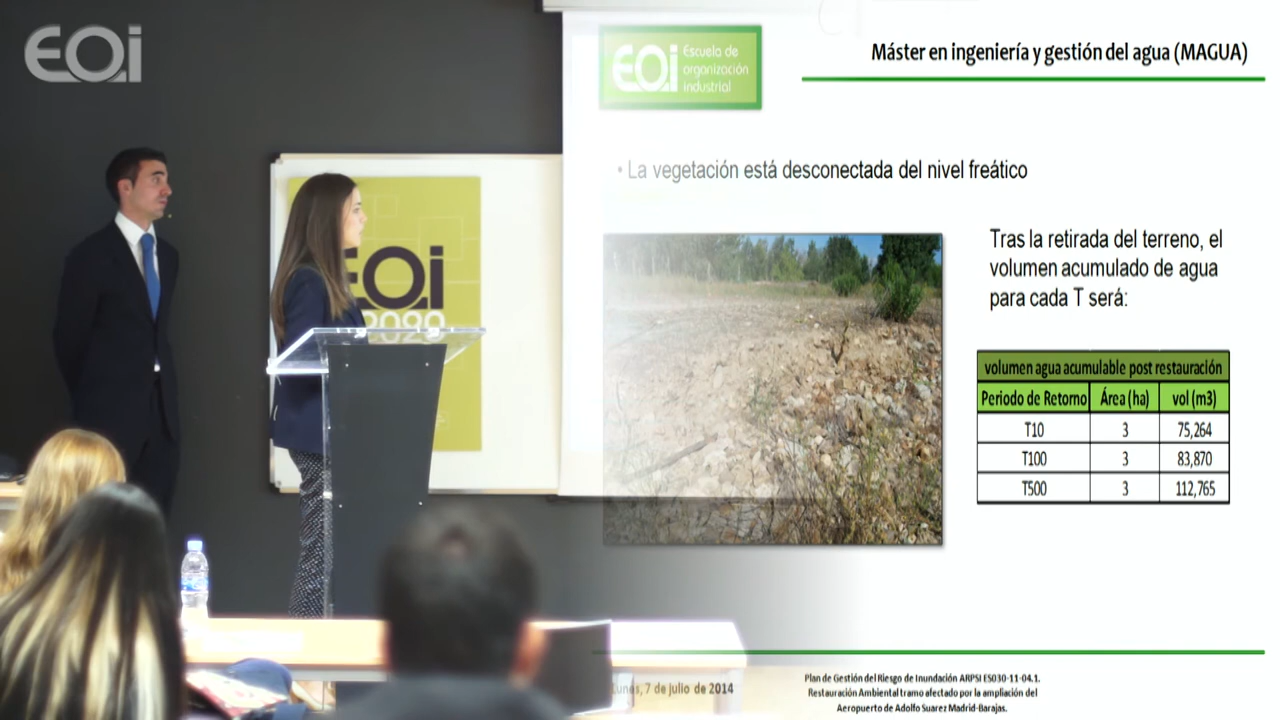 EOi
EOi
Escuela de
organización
industrial
Máster en ingeniería y gestión del agua (MAGUA)
• La vegetación está desconectada del nivel freático
Tras la retirada del terreno, el
volumen acumulado de agua
para cada T será:
EOi
2020
volumen agua acumulable post restauración
Periodo de Retorno Área (ha) vol (m3)
T10 3 75,264
T100 3 83,870
T500 3 112,765
Lunes, 7 de julio de 2014
Plan de Gestión del Riesgo de Inundación ARPSI ES030-11-04.1.
Restauración Ambiental tramo afectado por la ampliación del
Aeropuerto de Adolfo Suarez Madrid-Barajas.